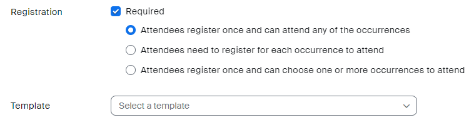 Registration
Required
Attendees register once and can attend any of the occurrences
Attendees need to register for each occurrence to attend
Attendees register once and can choose one or more occurrences to attend
Template
Select a template